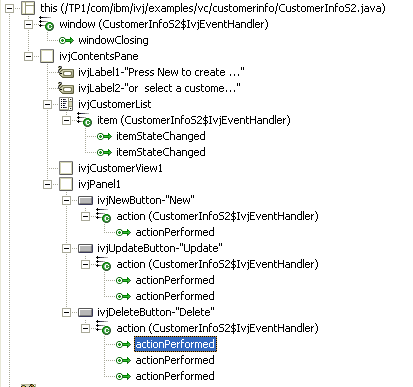 this (/TP1/com/ibm/ivj/examples/vc/customerinfo/CustomerInfoS2.java)
window (CustomerInfoS2$IvjEventHandler)
windowClosing
ivjContentsPane
ivjLabel1-"Press New to create ..."
ivjLabel2-"or  select a custome..."
ivjCustomerList
item (CustomerInfoS2$IvjEventHandler)
itemStateChanged
itemStateChanged
ivjCustomerView1
ivjPanel1
ivjNewButton-"New"
action (CustomerInfoS2$IvjEventHandler)
actionPerformed
ivjUpdateButton-"Update"
action (CustomerInfoS2$IvjEventHandler)
actionPerformed
actionPerformed
ivjDeleteButton-"Delete"
action (CustomerInfoS2$IvjEventHandler)
actionPerformed
actionPerformed
actionPerformed